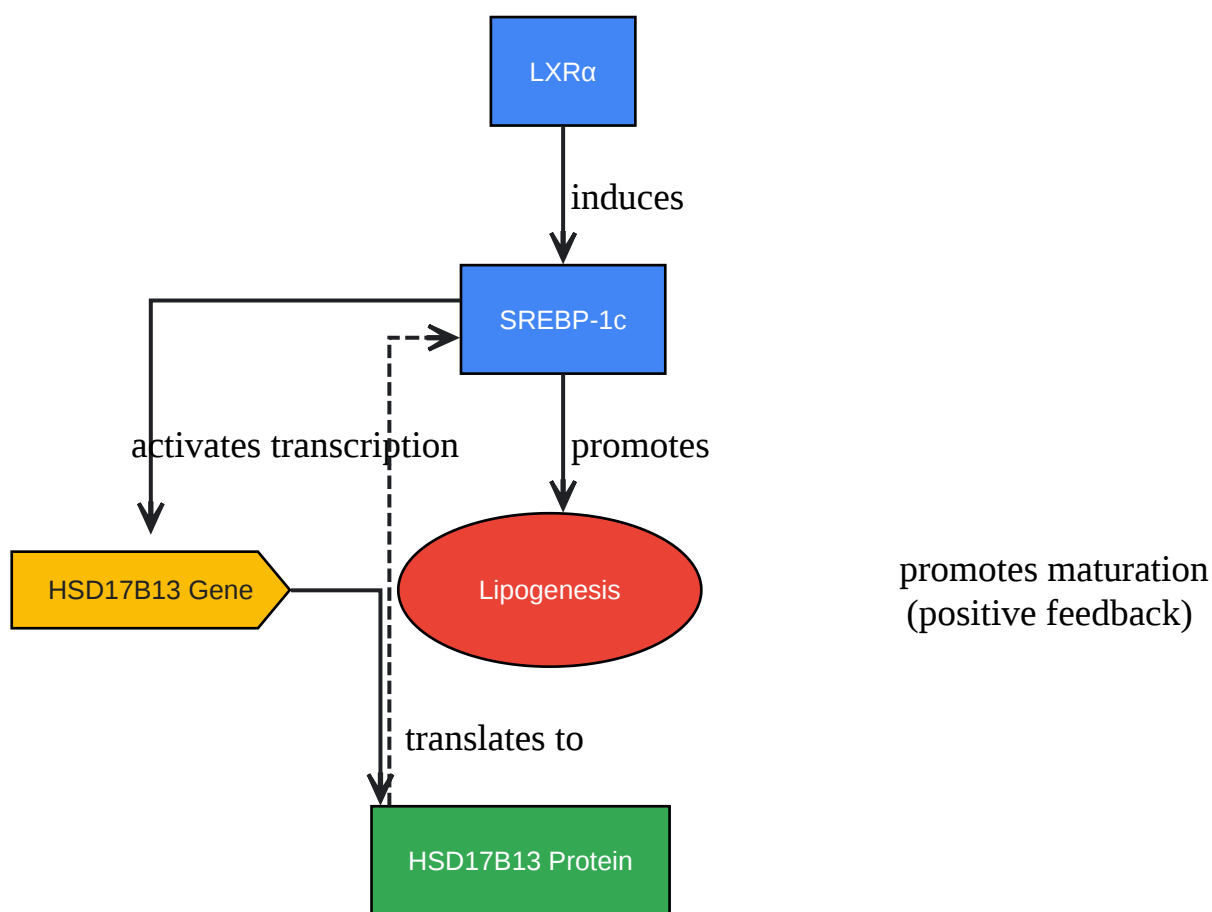 LXRα
induces
SREBP-1c
activates transcription
promotes
HSD17B13 Gene
Lipogenesis
promotes maturation
(positive feedback)
translates to
HSD17B13 Protein